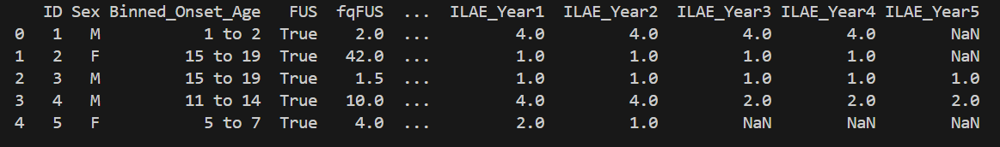 ID Sex Binned_Onset_Age FUS fqFUS ... ILAE_Year1 ILAE_Year2 ILAE_Year3 ILAE_Year4 ILAE_Year5
0 1 M 1 to 2 True 2.0 ... 4.0 4.0 4.0 4.0 NaN
1 2 F 15 to 19 True 42.0 ... 1.0 1.0 1.0 1.0 NaN
2 3 M 15 to 19 True 1.5 ... 1.0 1.0 1.0 1.0 1.0
3 4 M 11 to 14 True 10.0 ... 4.0 4.0 2.0 2.0 2.0
4 5 F 5 to 7 True 4.0 ... 2.0 1.0 NaN NaN NaN